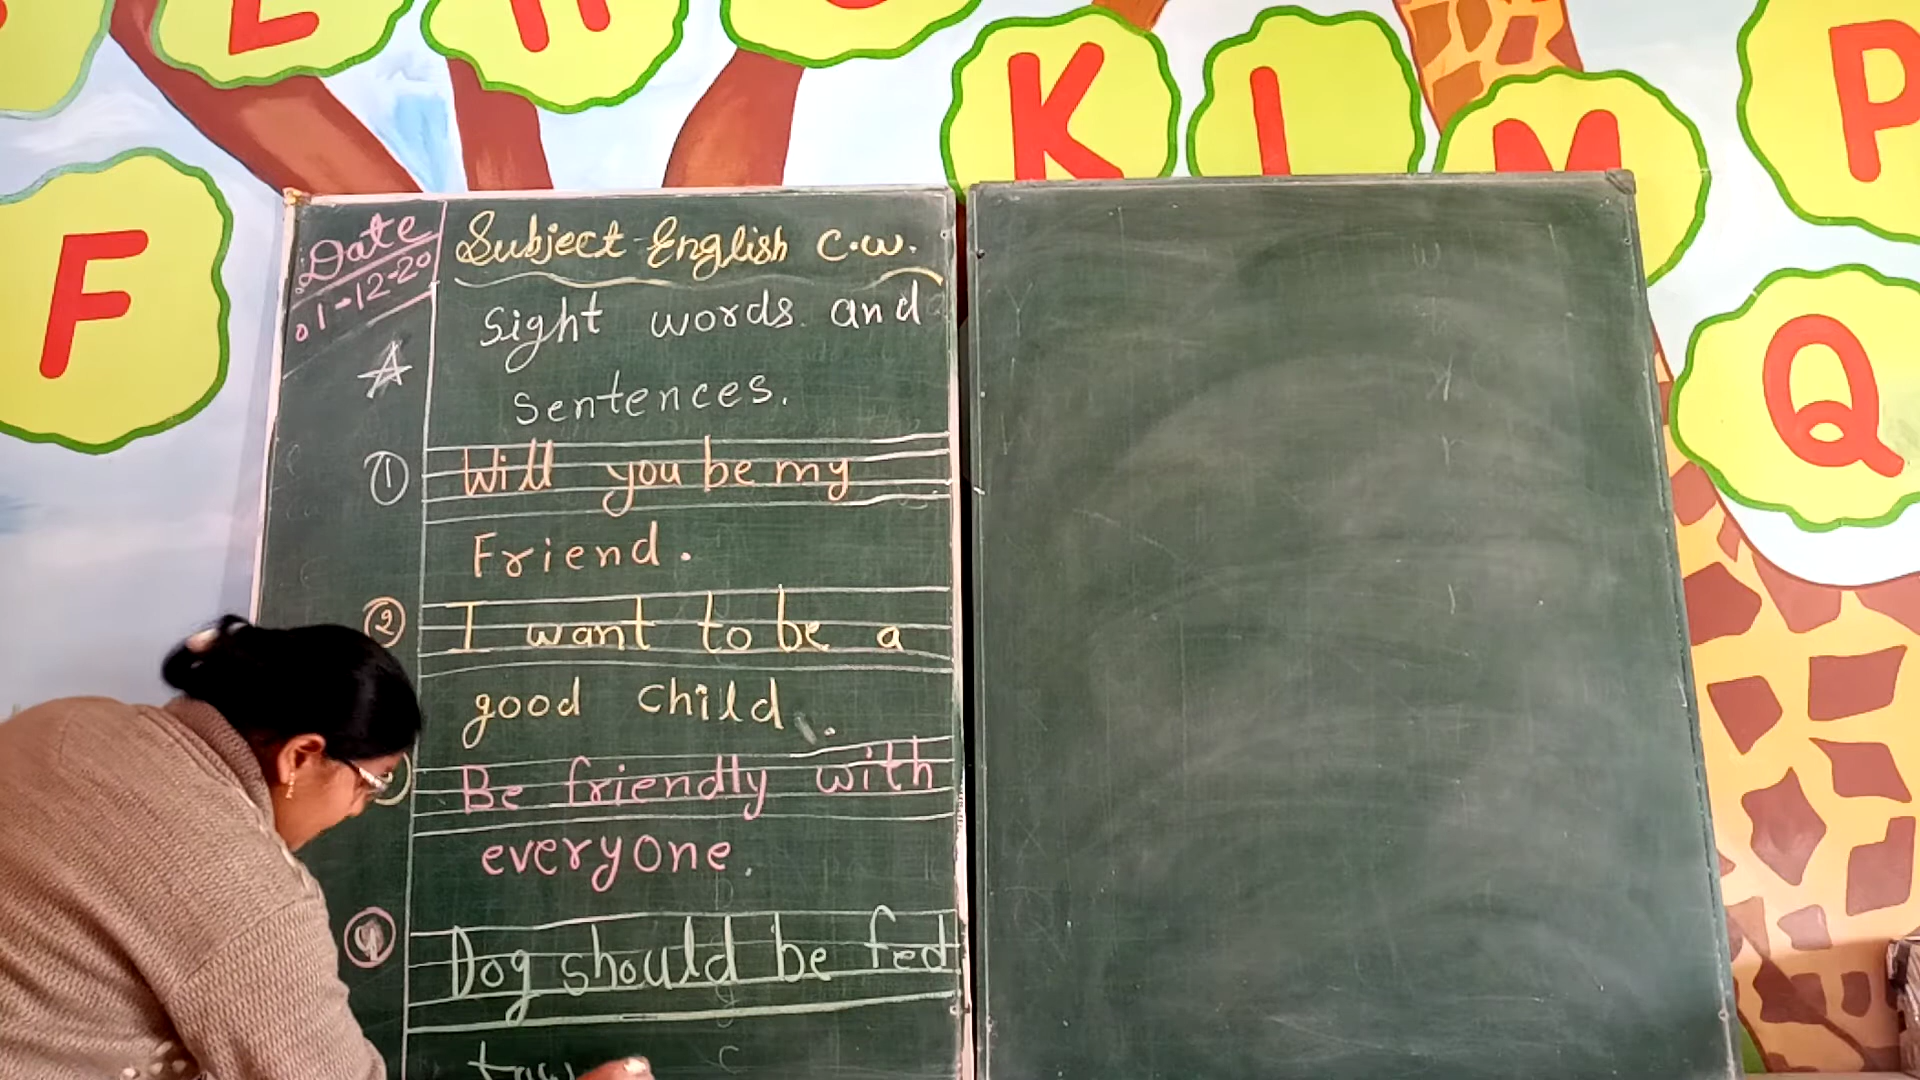 K L M P
F
Q
Date
01-12-20
Subject-English C.W.
Sight words and
sentences.
① Will you be my
Friend.
② I want to be a
good child.
Be friendly with
everyone.
④ Dog should be fed